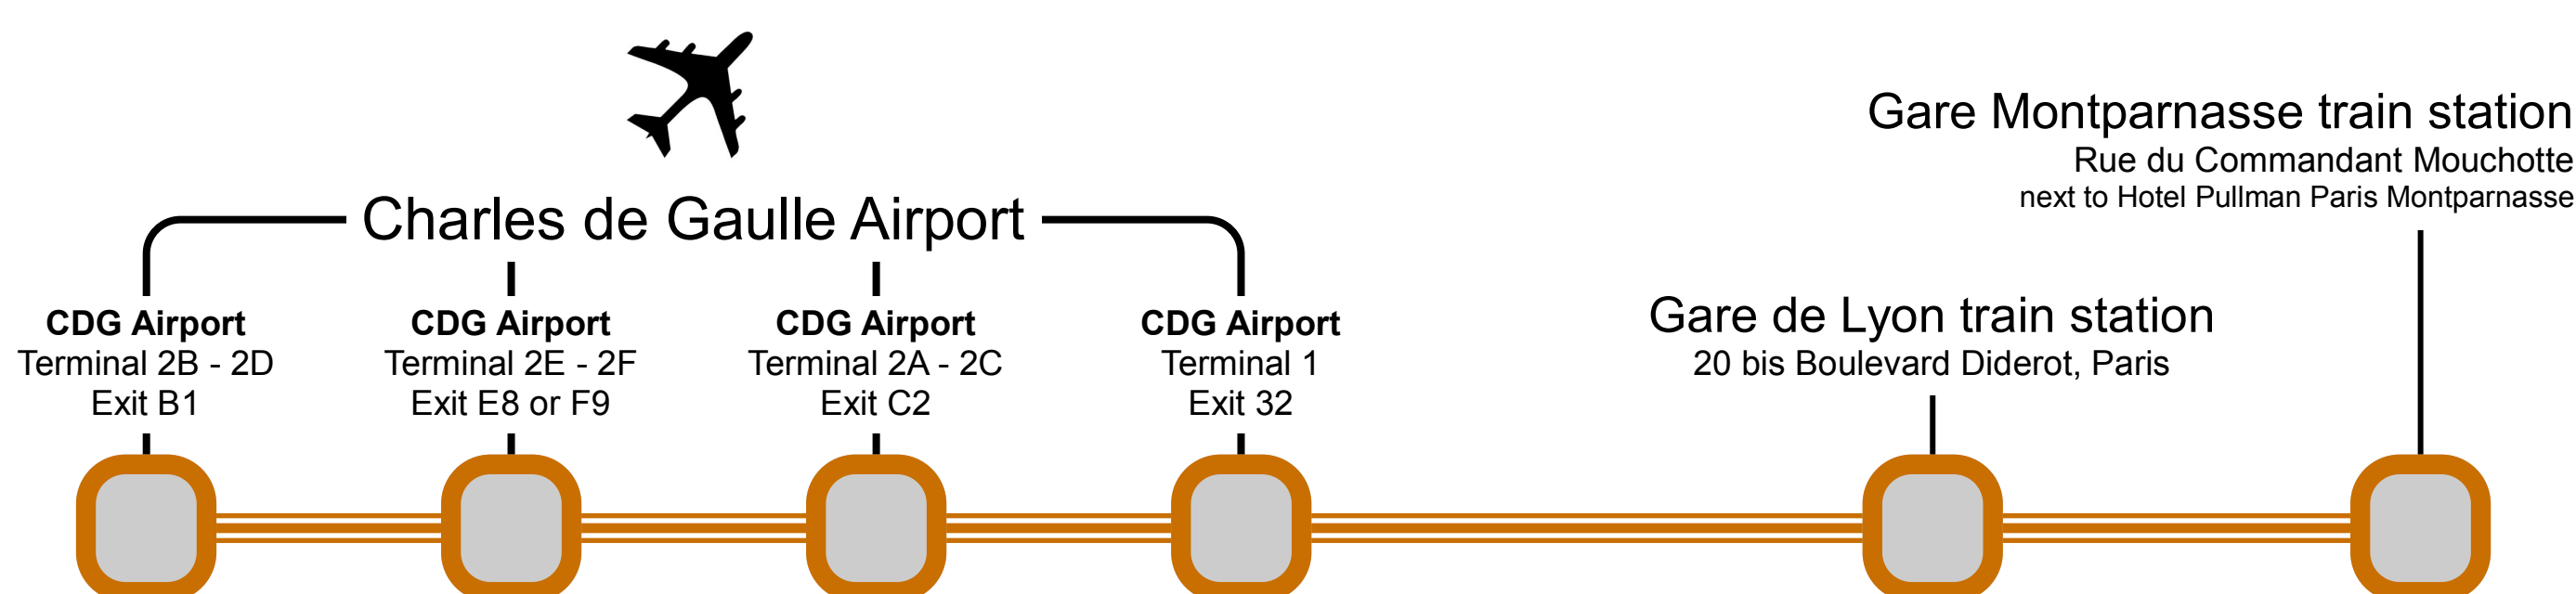 Gare Montparnasse train station
Rue du Commandant Mouchotte
next to Hotel Pullman Paris Montparnasse
Charles de Gaulle Airport
CDG Airport
Terminal 2B - 2D
Exit B1
CDG Airport
Terminal 2E - 2F
Exit E8 or F9
CDG Airport
Terminal 2A - 2C
Exit C2
CDG Airport
Terminal 1
Exit 32
Gare de Lyon train station
20 bis Boulevard Diderot, Paris